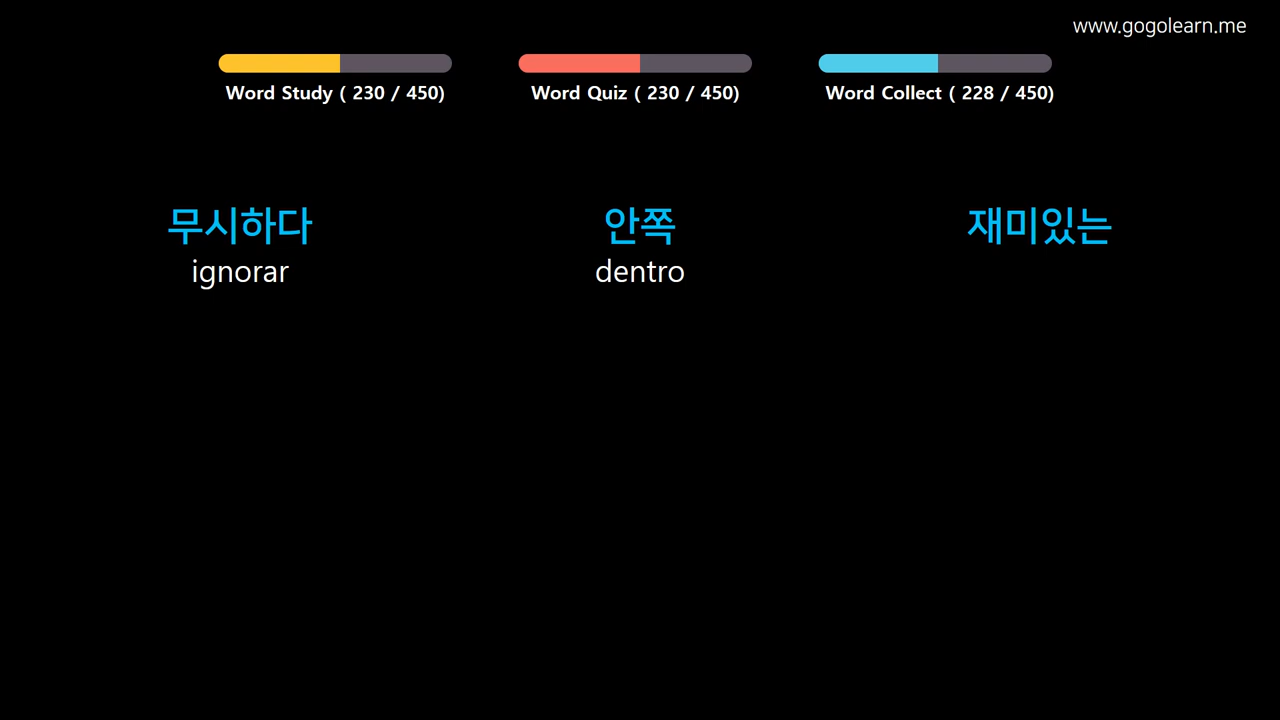 www.gogolearn.me
Word Study ( 230 / 450)
Word Quiz ( 230 / 450)
Word Collect ( 228 / 450)
무시하다
ignorar
안쪽
dentro
재미있는